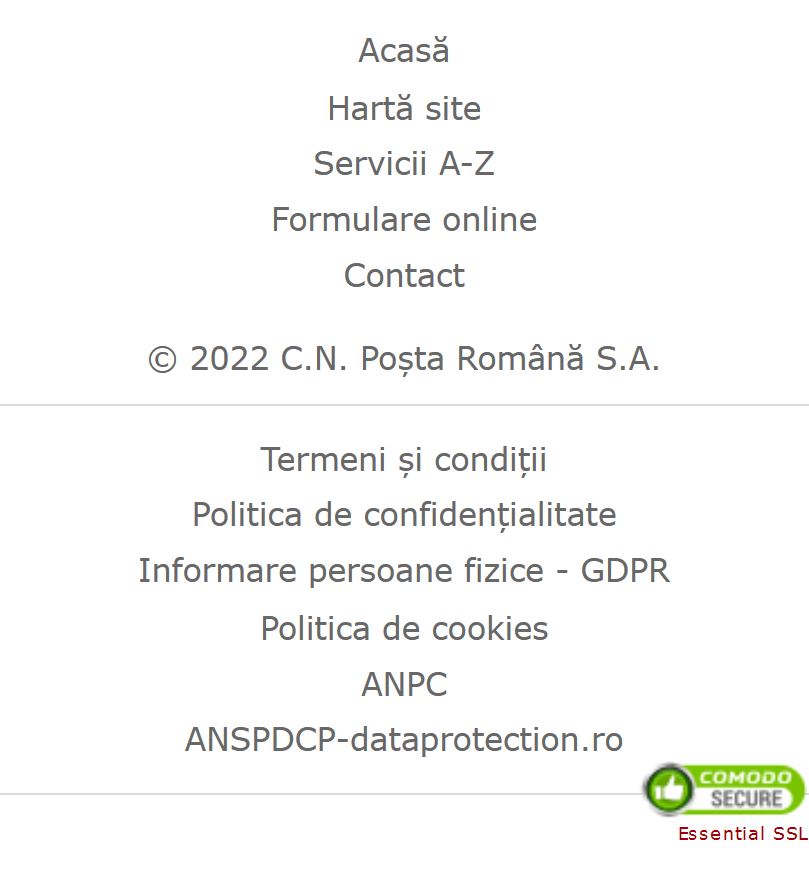 Acasă
Hartă site
Servicii A-Z
Formulare online
Contact
© 2022 C.N. Poșta Română S.A.
Termeni și condiții
Politica de confidențialitate
Informare persoane fizice - GDPR
Politica de cookies
ANPC
ANSPDCP-dataprotection.ro
COMODO
SECURE
Essential SSL